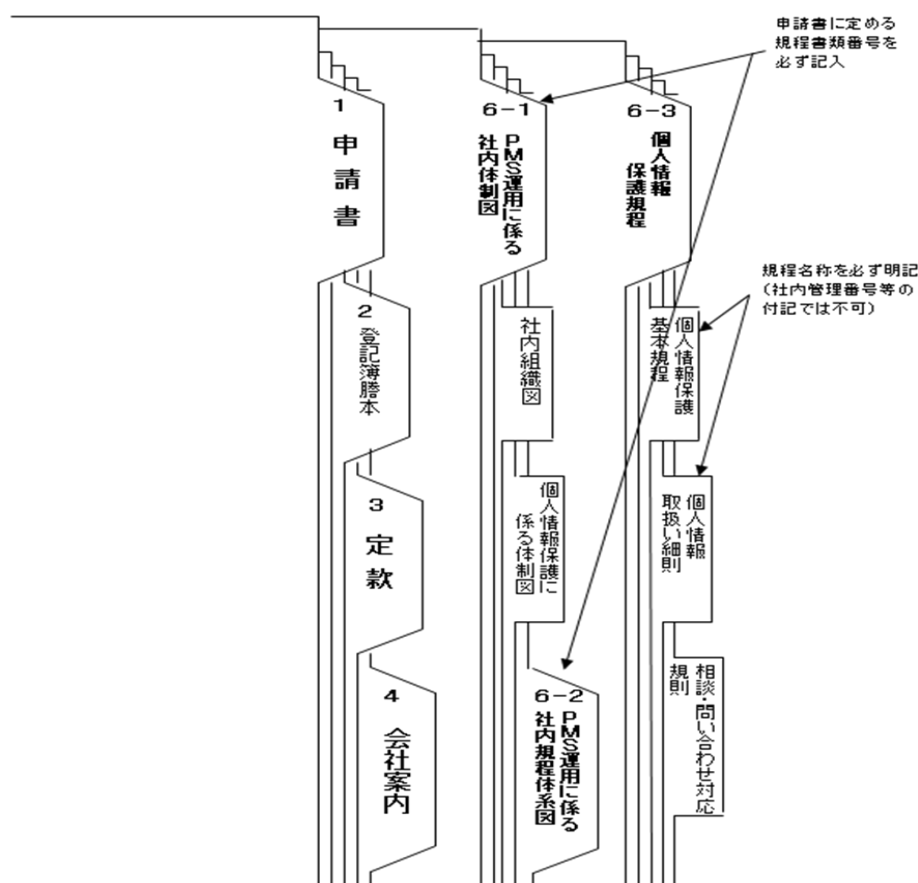 申請書に定める
規程書類番号を
必ず記入
1
申請書
6-1
PMS運用に係る
社内体制図
6-3
個人情報
保護規程
規程名称を必ず明記
(社内管理番号等の
付記では不可)
2
登記簿謄本
社内組織図
個人情報保護
基本規程
3
定款
個人情報保護に
係る体制図
個人情報
取扱い細則
4
会社案内
6-2
PMS運用に係る
社内規程体系図
相談・問い合わせ対応
規則